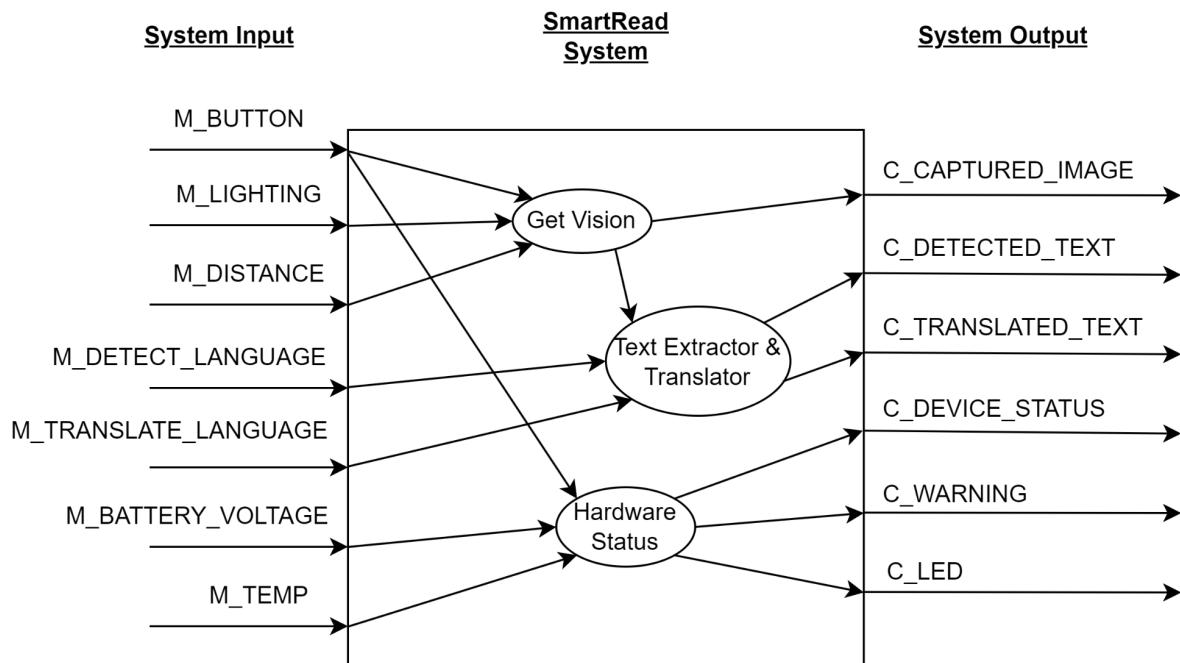 System Input
SmartRead
System
System Output
M_BUTTON
M_LIGHTING
M_DISTANCE
M_DETECT_LANGUAGE
M_TRANSLATE_LANGUAGE
M_BATTERY_VOLTAGE
M_TEMP
Get Vision
Text Extractor &
Translator
Hardware
Status
C_CAPTURED_IMAGE
C_DETECTED_TEXT
C_TRANSLATED_TEXT
C_DEVICE_STATUS
C_WARNING
C_LED